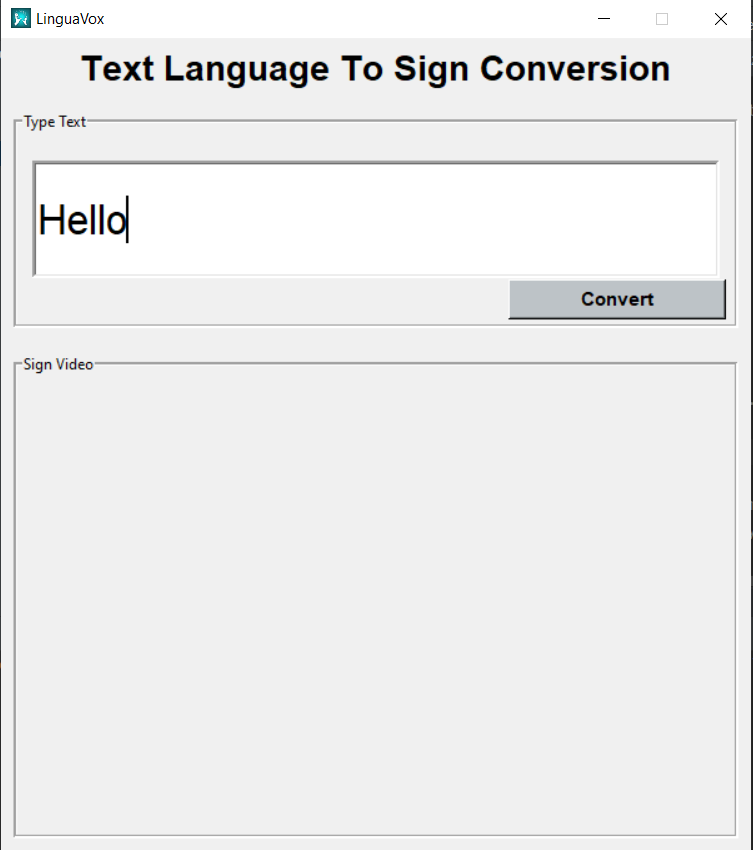 LinguaVox
Text Language To Sign Conversion
Type Text
Hello
Convert
Sign Video